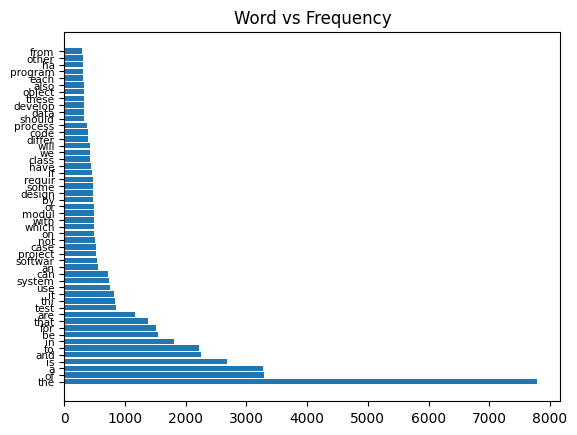 Word vs Frequency
from
other
ha
program
each
also
object
these
develop
data
should
process
code
differ
will
we
class
have
if
requir
some
design
by
or
modul
with
which
on
not
case
project
softwar
an
can
system
use
it
thi
test
are
that
for
be
in
to
and
is
a
of
the
0 1000 2000 3000 4000 5000 6000 7000 8000